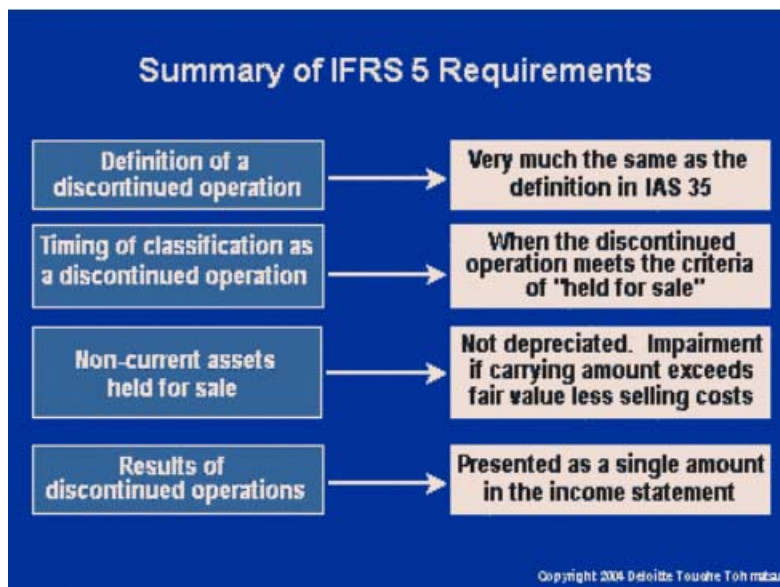 Summary of IFRS 5 Requirements
Definition of a
discontinued operation
Very much the same as the
definition in IAS 35
Timing of classification as
a discontinued operation
When the discontinued
operation meets the criteria
of "held for sale"
Non-current assets
held for sale
Not depreciated. Impairment
if carrying amount exceeds
fair value less selling costs
Results of
discontinued operations
Presented as a single amount
in the income statement
Copyright 2004 Deloitte Touche